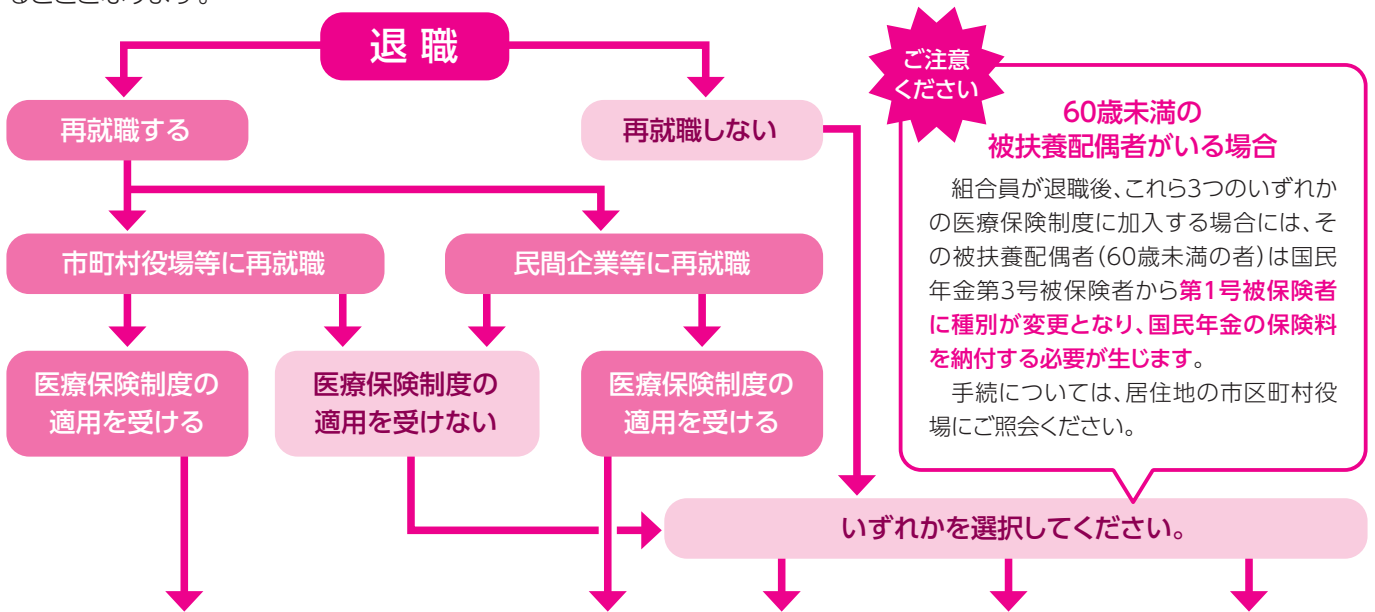 ることとなります。
退職
再就職する
再就職しない
市町村役場等に再就職
民間企業等に再就職
医療保険制度の
適用を受ける
医療保険制度の
適用を受けない
医療保険制度の
適用を受ける
ご注意
ください
60歳未満の
被扶養配偶者がいる場合
組合員が退職後、これら3つのいずれか
の医療保険制度に加入する場合には、そ
の被扶養配偶者(60歳未満の者)は国民
年金第3号被保険者から第1号被保険者
に種別が変更となり、国民年金の保険料
を納付する必要が生じます。
手続については、居住地の市区町村役
場にご照会ください。
いずれかを選択してください。